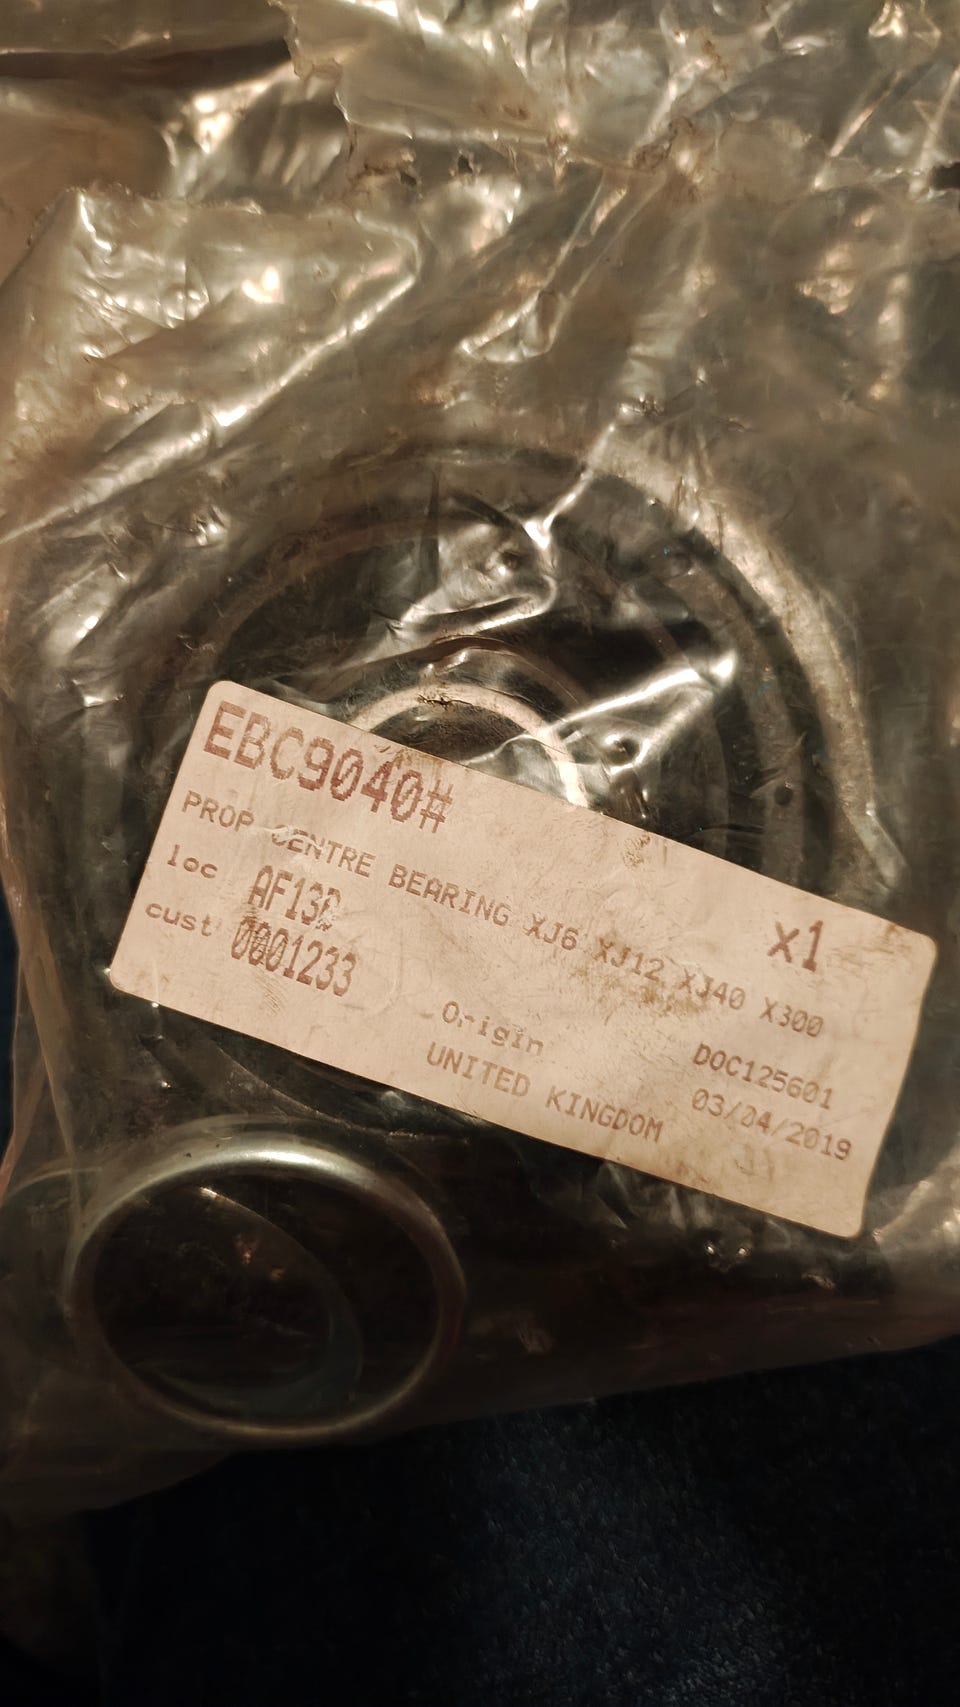 EBC9040#
x1
PROP CENTRE BEARING XJ6 XJ12 XJ40 X300
loc AF13P
cust 0001233
Origin
UNITED KINGDOM
DOC125601
03/04/2019